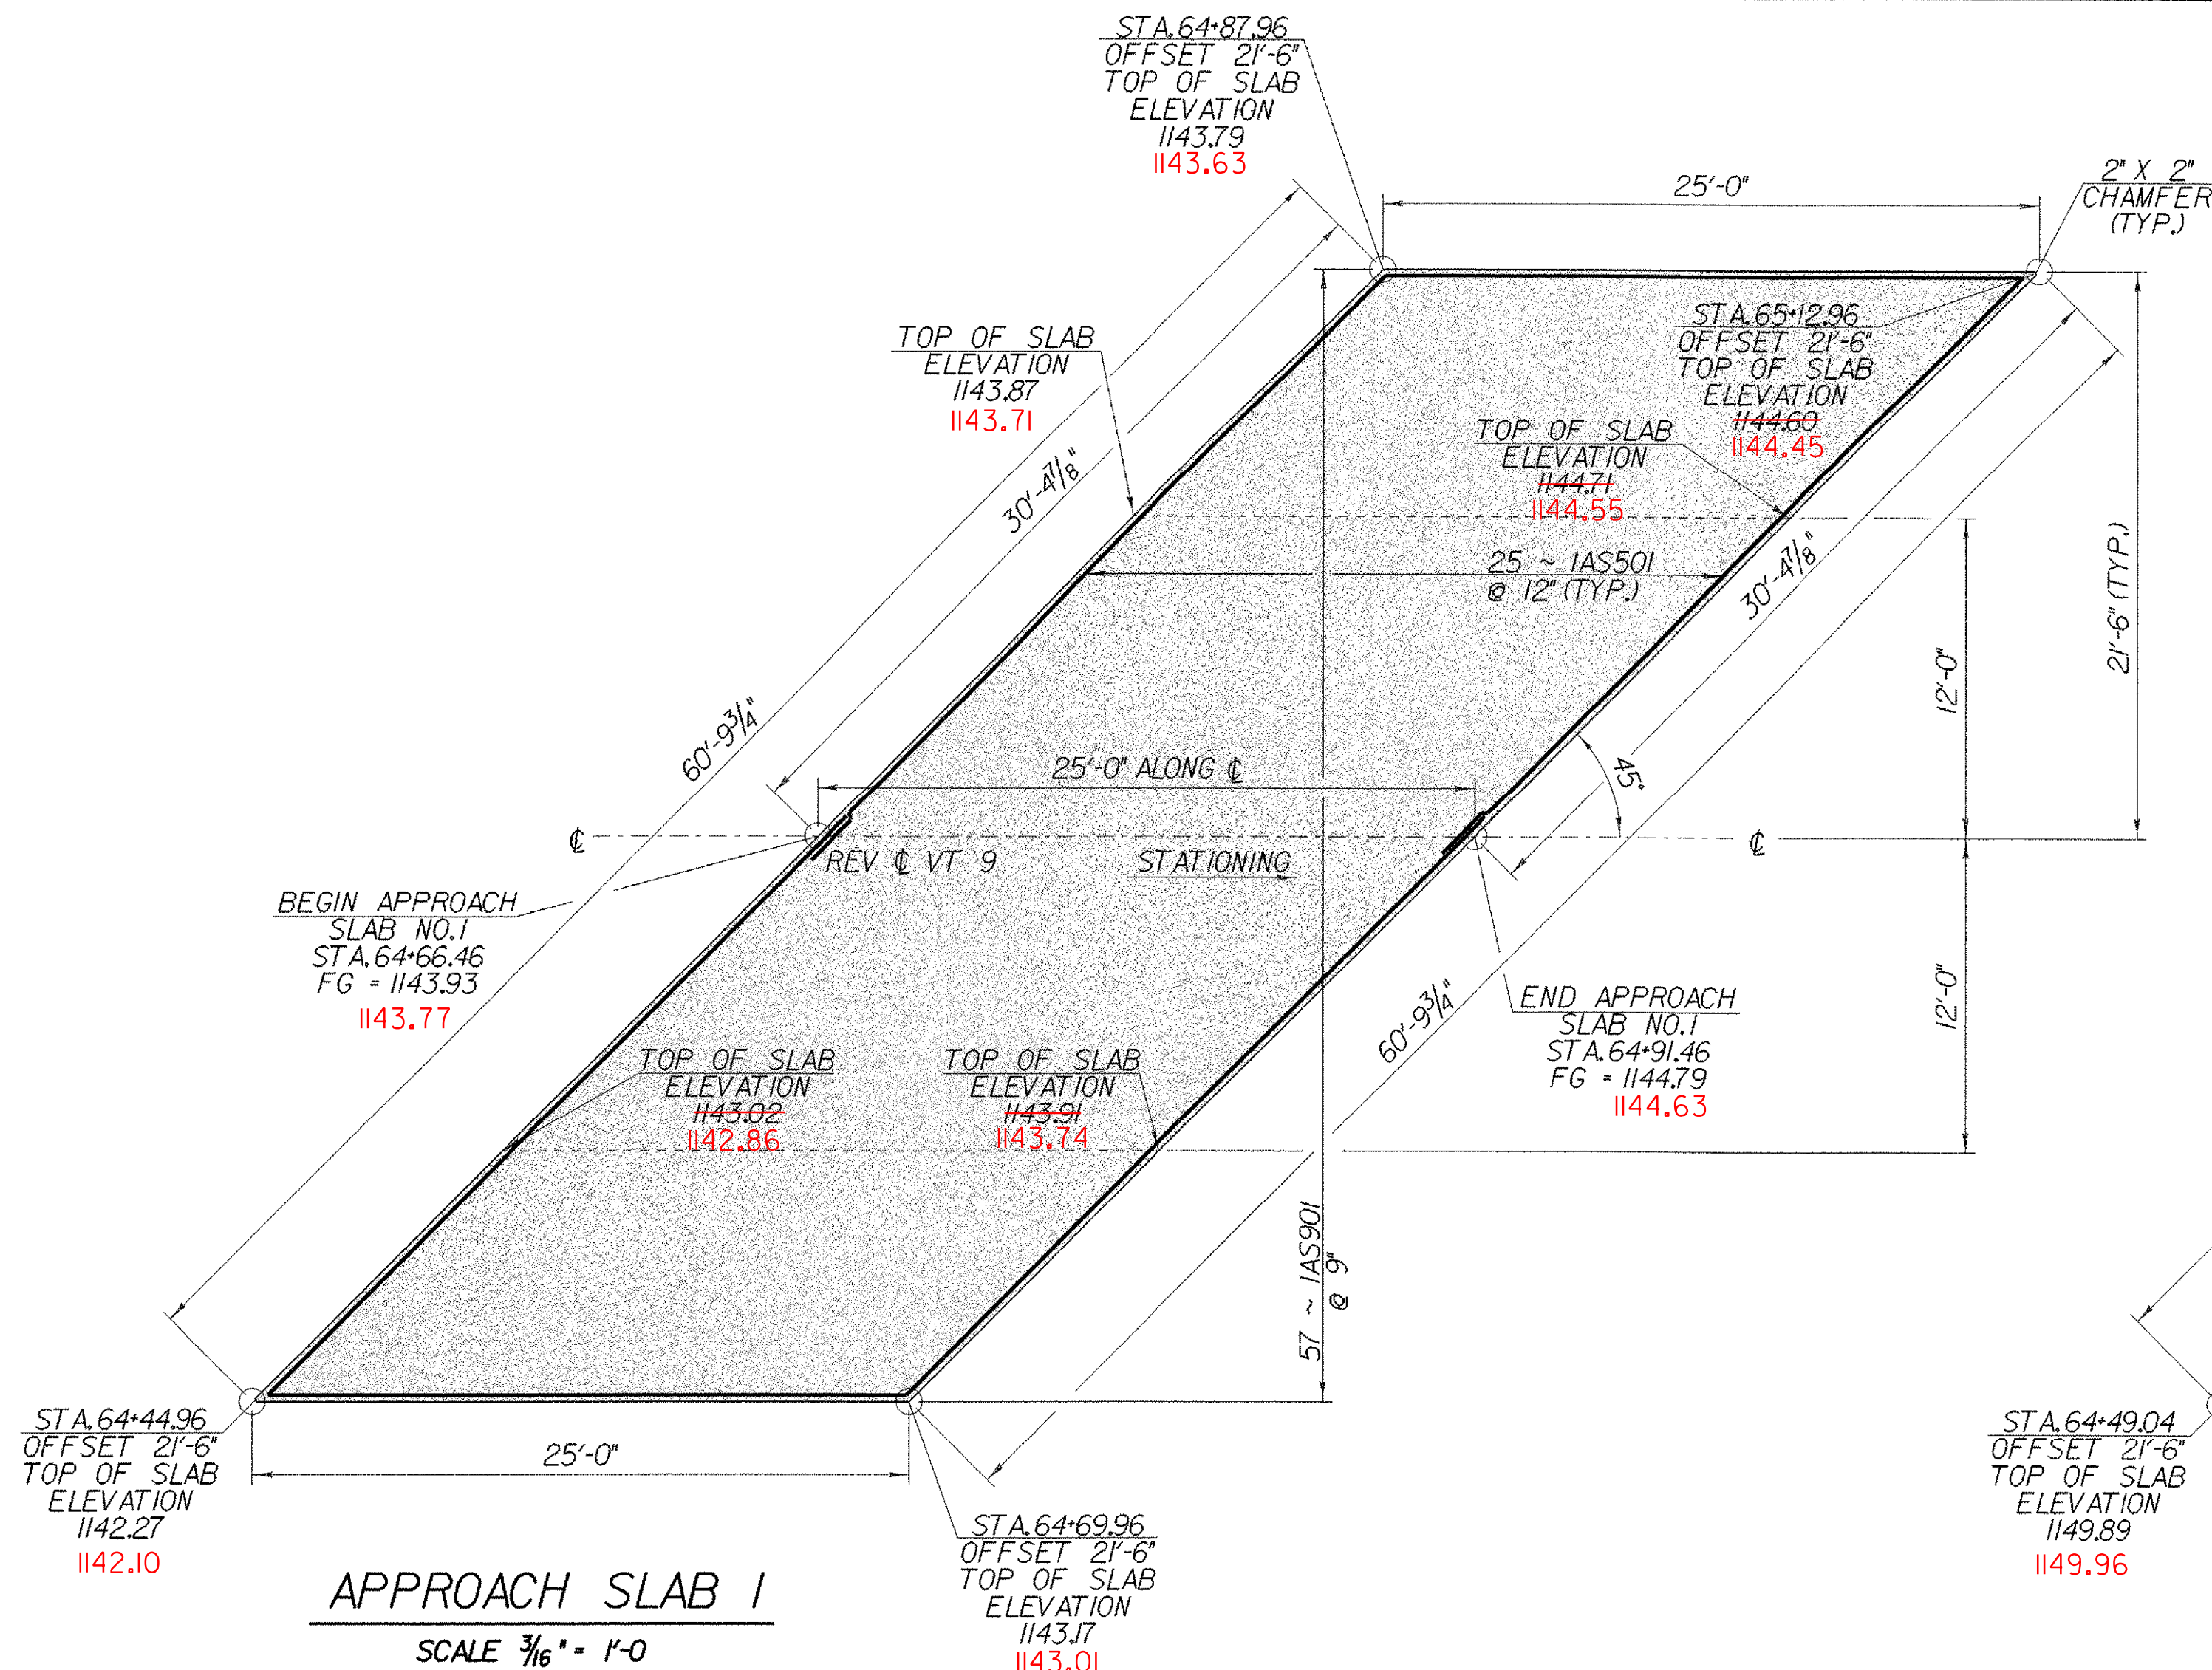 STA. 64+87.96
OFFSET 21'-6"
TOP OF SLAB
ELEVATION
1143.79
1143.63
25'-0"
2" X 2"
CHAMFER
(TYP.)
TOP OF SLAB
ELEVATION
1143.87
1143.71
STA. 65+12.96
OFFSET 21'-6"
TOP OF SLAB
ELEVATION
1144.60
1144.45
TOP OF SLAB
ELEVATION
1144.71
1144.55
30'-4⅞"
25 ~ 1AS501
@ 12" (TYP.)
30'-4⅞"
21'-6" (TYP.)
12'-0"
60'-9¾"
25'-0" ALONG ℄
45°
℄
℄
REV ℄ VT 9
STATIONING
BEGIN APPROACH
SLAB NO. 1
STA. 64+66.46
FG = 1143.93
1143.77
END APPROACH
SLAB NO. 1
STA. 64+91.46
FG = 1144.79
1144.63
12'-0"
60'-9¾"
TOP OF SLAB
ELEVATION
1143.02
1142.86
TOP OF SLAB
ELEVATION
1143.91
1143.74
57 ~ 1AS901
@ 9"
STA. 64+44.96
OFFSET 21'-6"
TOP OF SLAB
ELEVATION
1142.27
1142.10
25'-0"
STA. 64+69.96
OFFSET 21'-6"
TOP OF SLAB
ELEVATION
1143.17
1143.01
STA. 64+49.04
OFFSET 21'-6"
TOP OF SLAB
ELEVATION
1149.89
1149.96
APPROACH SLAB 1
SCALE 3/16" = 1'-0